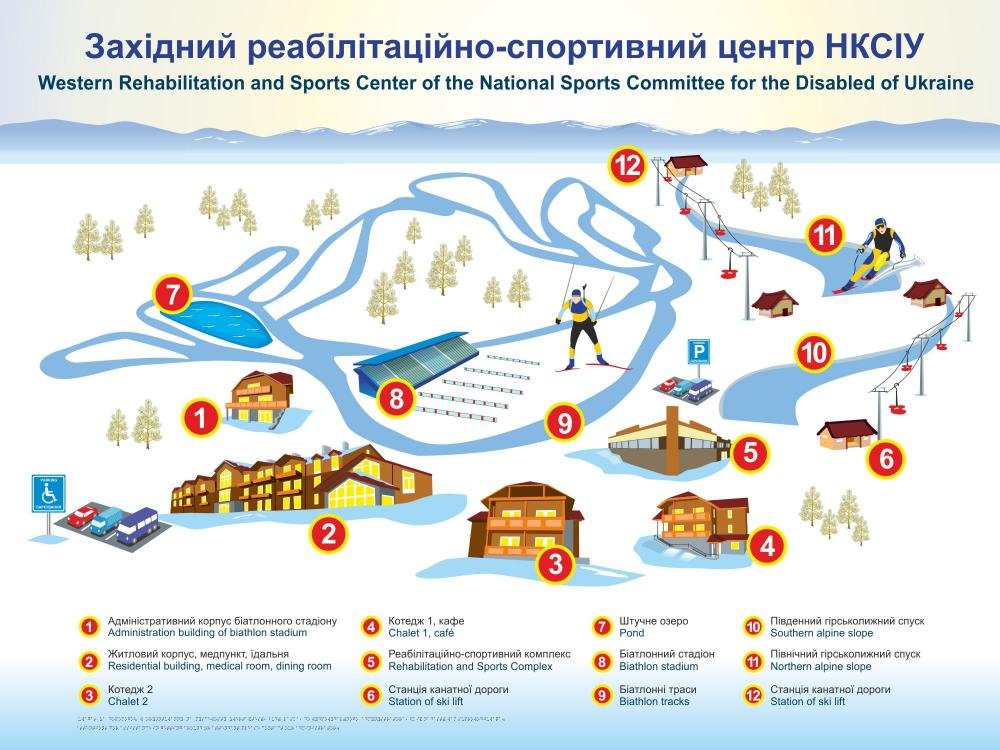 Західний реабілітаційно-спортивний центр НКСІУ
Western Rehabilitation and Sports Center of the National Sports Committee for the Disabled of Ukraine
12
11
7
PARKING
P
10
8
1
9
5
6
PARKING
ПАРКУВАННЯ
2
3
4
1 Адміністративний корпус біатлонного стадіону
Administration building of biathlon stadium
2 Житловий корпус, медпункт, їдальня
Residential building, medical room, dining room
3 Котедж 2
Chalet 2
4 Котедж 1, кафе
Chalet 1, café
5 Реабілітаційно-спортивний комплекс
Rehabilitation and Sports Complex
6 Станція канатної дороги
Station of ski lift
7 Штучне озеро
Pond
8 Біатлонний стадіон
Biathlon stadium
9 Біатлонні траси
Biathlon tracks
10 Південний гірськолижний спуск
Southern alpine slope
11 Північний гірськолижний спуск
Northern alpine slope
12 Станція канатної дороги
Station of ski lift